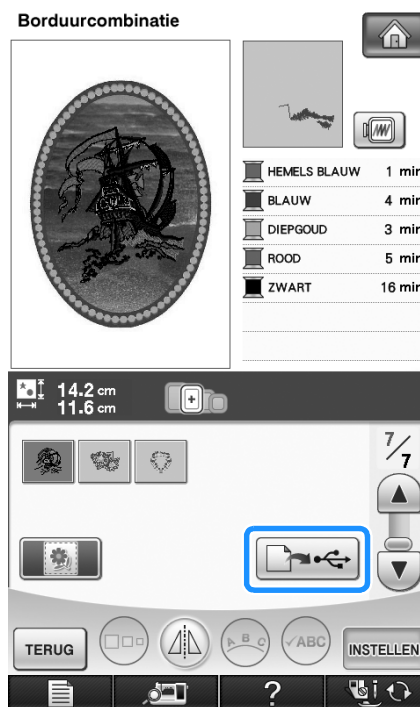 Borduurcombinatie
HEMELS BLAUW 1 min
BLAUW 4 min
DIEPGOUD 3 min
ROOD 5 min
ZWART 16 min
14.2 cm
11.6 cm
7/7
TERUG
A B C
✓ABC
INSTELLEN
?